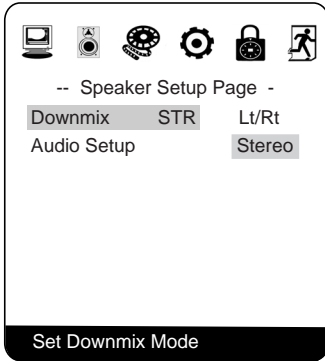 -- Speaker Setup Page -
Downmix STR Lt/Rt
Audio Setup Stereo
Set Downmix Mode